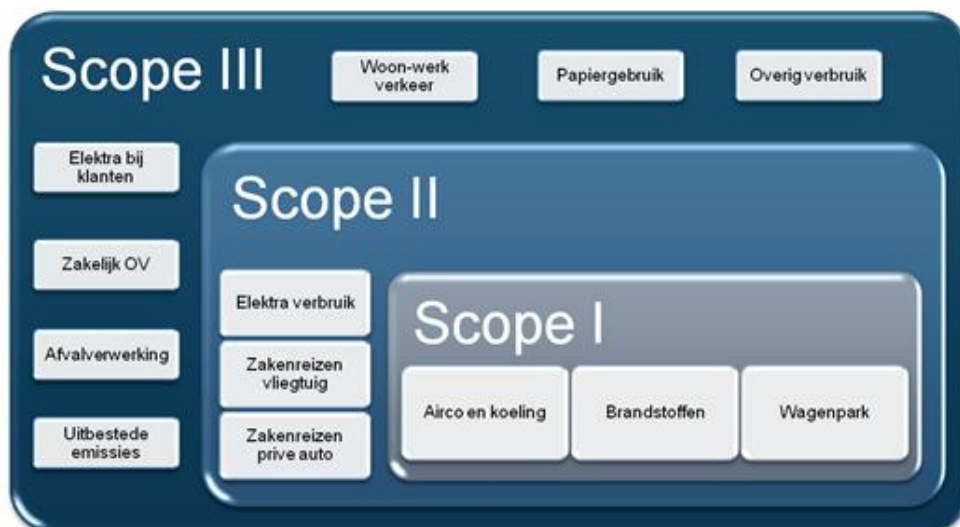 Scope III
Woon-werk
verkeer
Papiergebruik
Overig verbruik
Elektra bij
klanten
Zakelijk OV
Afvalverwerking
Uitbestede
emissies
Scope II
Elektra verbruik
Zakenreizen
vliegtuig
Zakenreizen
prive auto
Scope I
Airco en koeling
Brandstoffen
Wagenpark